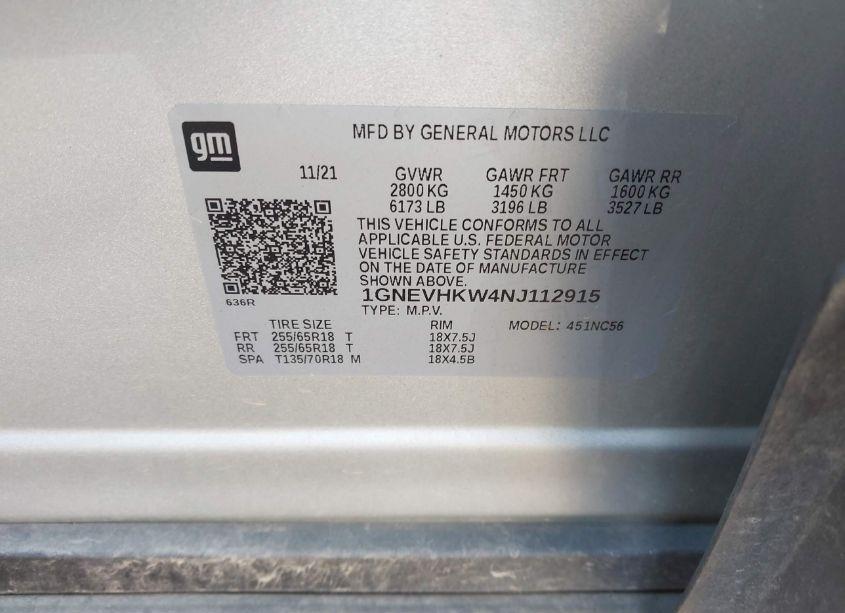 gm
MFD BY GENERAL MOTORS LLC
11/21 GVWR GAWR FRT GAWR RR
2800 KG 1450 KG 1600 KG
6173 LB 3196 LB 3527 LB
THIS VEHICLE CONFORMS TO ALL
APPLICABLE U.S. FEDERAL MOTOR
VEHICLE SAFETY STANDARDS IN EFFECT
ON THE DATE OF MANUFACTURE
SHOWN ABOVE.
1GNEVHKW4NJ112915
636R
TYPE: M.P.V.
TIRE SIZE RIM MODEL: 451NC56
FRT 255/65R18 T 18X7.5J
RR 255/65R18 T 18X7.5J
SPA T135/70R18 M 18X4.5B